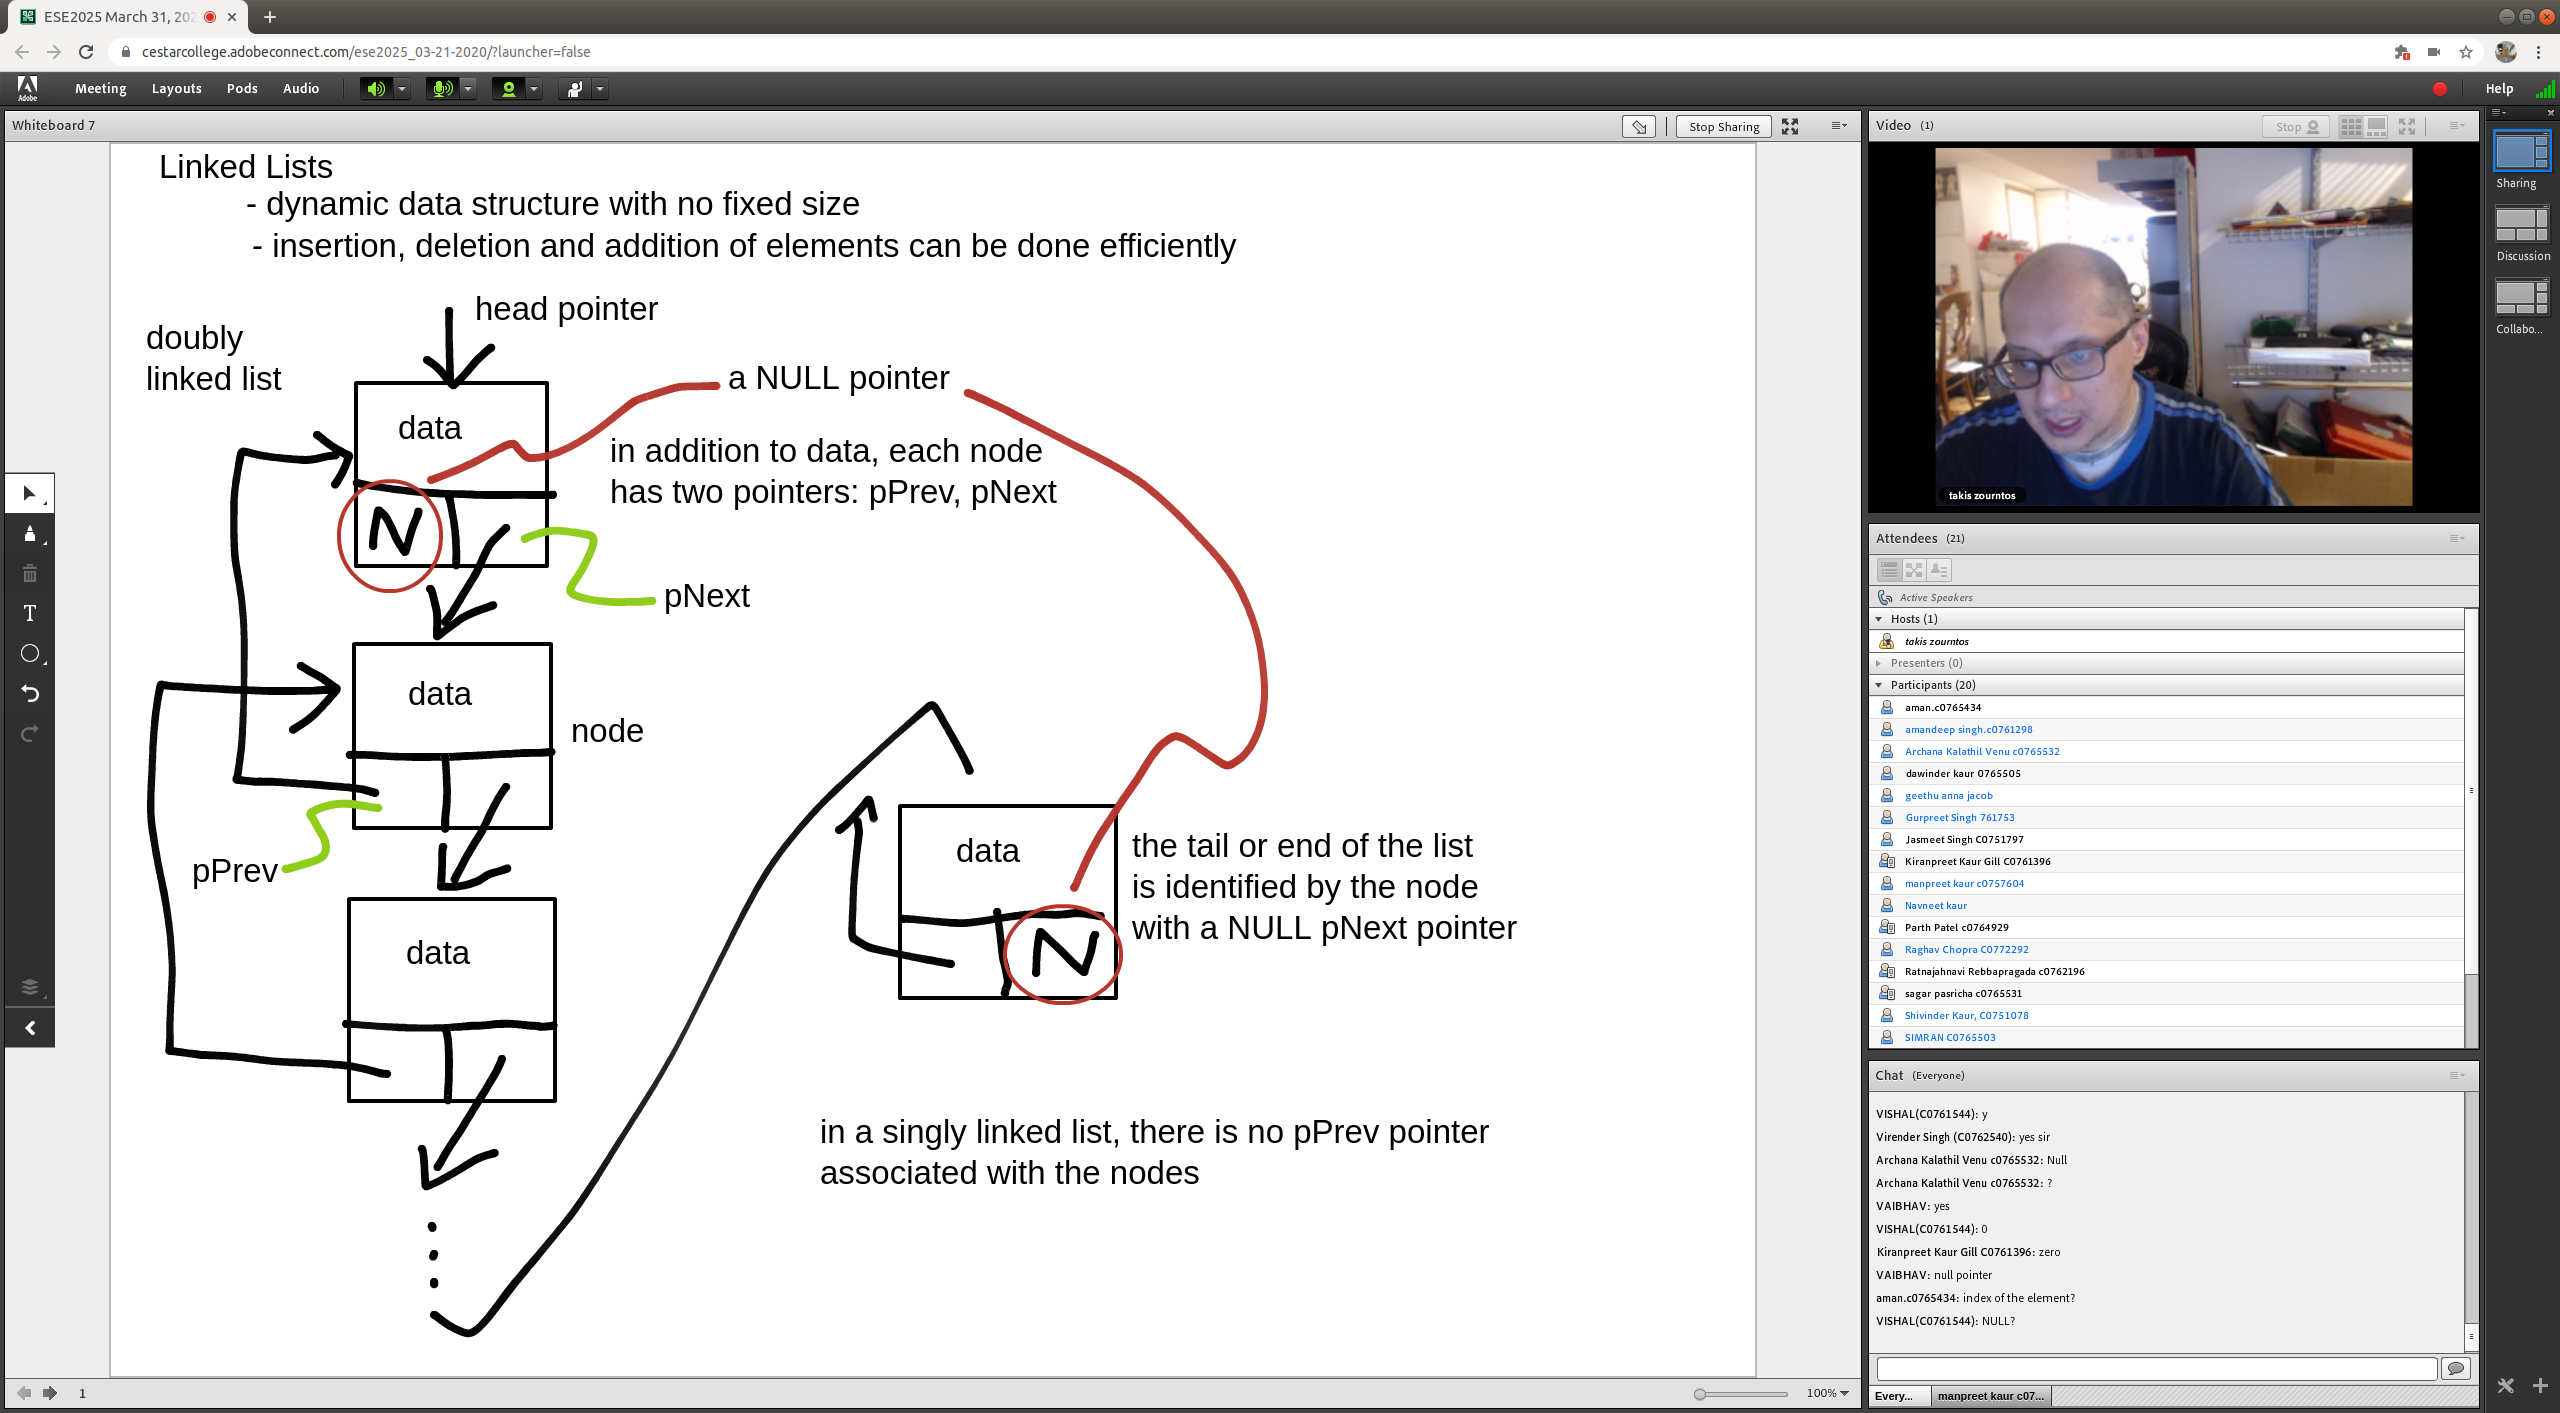 ESE2025 March 31, 202
cestarcollege.adobeconnect.com/ese2025_03-21-2020/?launcher=false
Adobe
Meeting
Layouts
Pods
Audio
Help
Whiteboard 7
Stop Sharing
Linked Lists
- dynamic data structure with no fixed size
- insertion, deletion and addition of elements can be done efficiently
head pointer
doubly
linked list
a NULL pointer
data
in addition to data, each node
has two pointers: pPrev, pNext
N
pNext
data
node
pPrev
data
data
the tail or end of the list
is identified by the node
with a NULL pNext pointer
N
in a singly linked list, there is no pPrev pointer
associated with the nodes
T
1
100%
Video (1)
Stop
takis zourntos
Attendees (21)
Active Speakers
Hosts (1)
takis zourntos
Presenters (0)
Participants (20)
aman.c0765434
amandeep singh.c0761298
Archana Kalathil Venu c0765532
dawinder kaur 0765505
geethu anna jacob
Gurpreet Singh 761753
Jasmeet Singh C0751797
Kiranpreet Kaur Gill C0761396
manpreet kaur c0757604
Navneet kaur
Parth Patel c0764929
Raghav Chopra C0772292
Ratnajahnavi Rebbapragada c0762196
sagar pasricha c0765531
Shivinder Kaur, C0751078
SIMRAN C0765503
Chat (Everyone)
VISHAL(C0761544): y
Virender Singh (C0762540): yes sir
Archana Kalathil Venu c0765532: Null
Archana Kalathil Venu c0765532: ?
VAIBHAV: yes
VISHAL(C0761544): 0
Kiranpreet Kaur Gill C0761396: zero
VAIBHAV: null pointer
aman.c0765434: index of the element?
VISHAL(C0761544): NULL?
Every...
manpreet kaur c07...
Sharing
Discussion
Collabo...